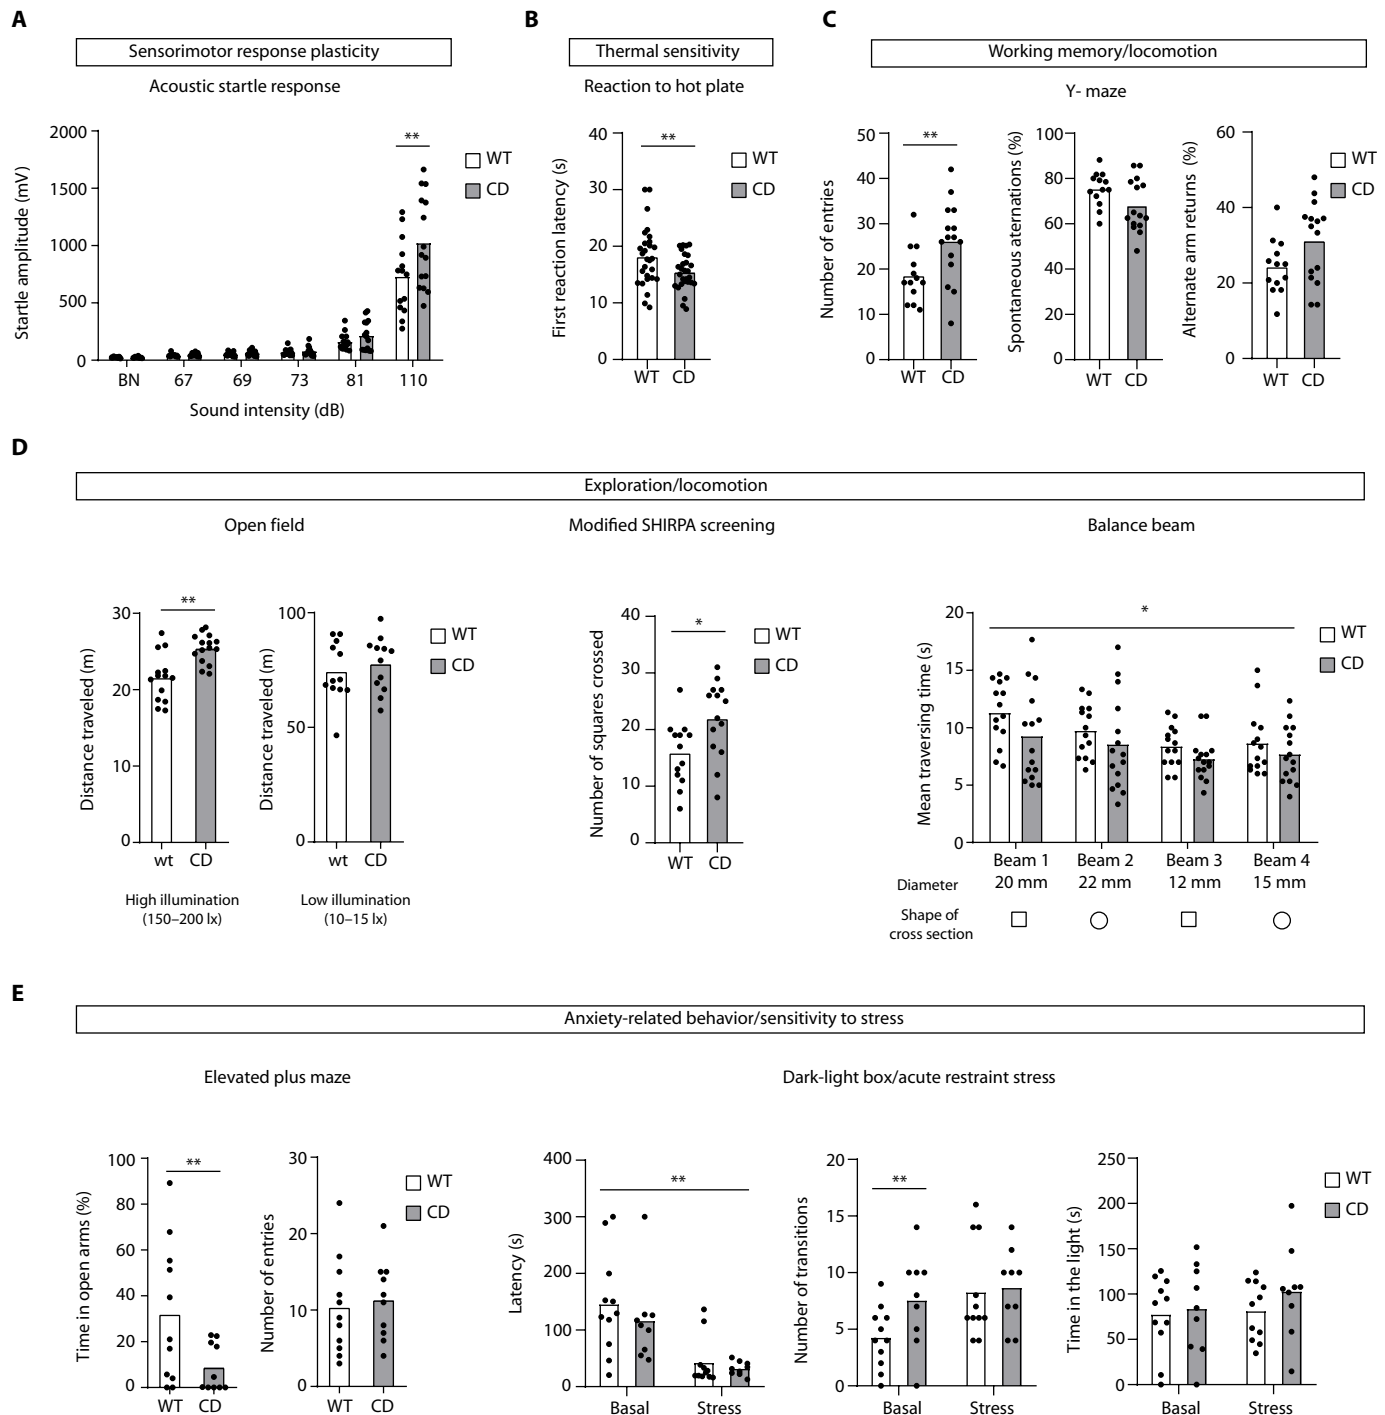 A
Sensorimotor response plasticity
Acoustic startle response
Startle amplitude (mV)
2000
1500
1000
500
0
**
WT
CD
BN 67 69 73 81 110
Sound intensity (dB)
B
Thermal sensitivity
Reaction to hot plate
First reaction latency (s)
40
30
20
10
0
**
WT
CD
WT CD
C
Working memory/locomotion
Y- maze
Number of entries
50
40
30
20
10
0
**
WT CD
Spontaneous aternations (%)
100
80
60
40
20
0
WT CD
Alternate arm returns (%)
60
40
20
0
WT CD
WT
CD
D
Exploration/locomotion
Open field
Distance traveled (m)
30
20
10
0
**
wt CD
High illumination
(150–200 lx)
Distance traveled (m)
100
50
0
wt CD
Low illumination
(10–15 lx)
WT
CD
Modified SHIRPA screening
Number of squares crossed
40
30
20
10
0
*
WT CD
WT
CD
Balance beam
Mean traversing time (s)
20
15
10
5
0
*
WT
CD
Beam 1 Beam 2 Beam 3 Beam 4
Diameter 20 mm 22 mm 12 mm 15 mm
Shape of
cross section
E
Anxiety-related behavior/sensitivity to stress
Elevated plus maze
Time in open arms (%)
100
80
60
40
20
0
**
WT CD
Number of entries
30
20
10
0
WT CD
WT
CD
Dark-light box/acute restraint stress
Latency (s)
400
300
200
100
0
**
Basal Stress
Number of transitions
20
15
10
5
0
**
Basal Stress
Time in the light (s)
250
200
150
100
50
0
Basal Stress
WT
CD